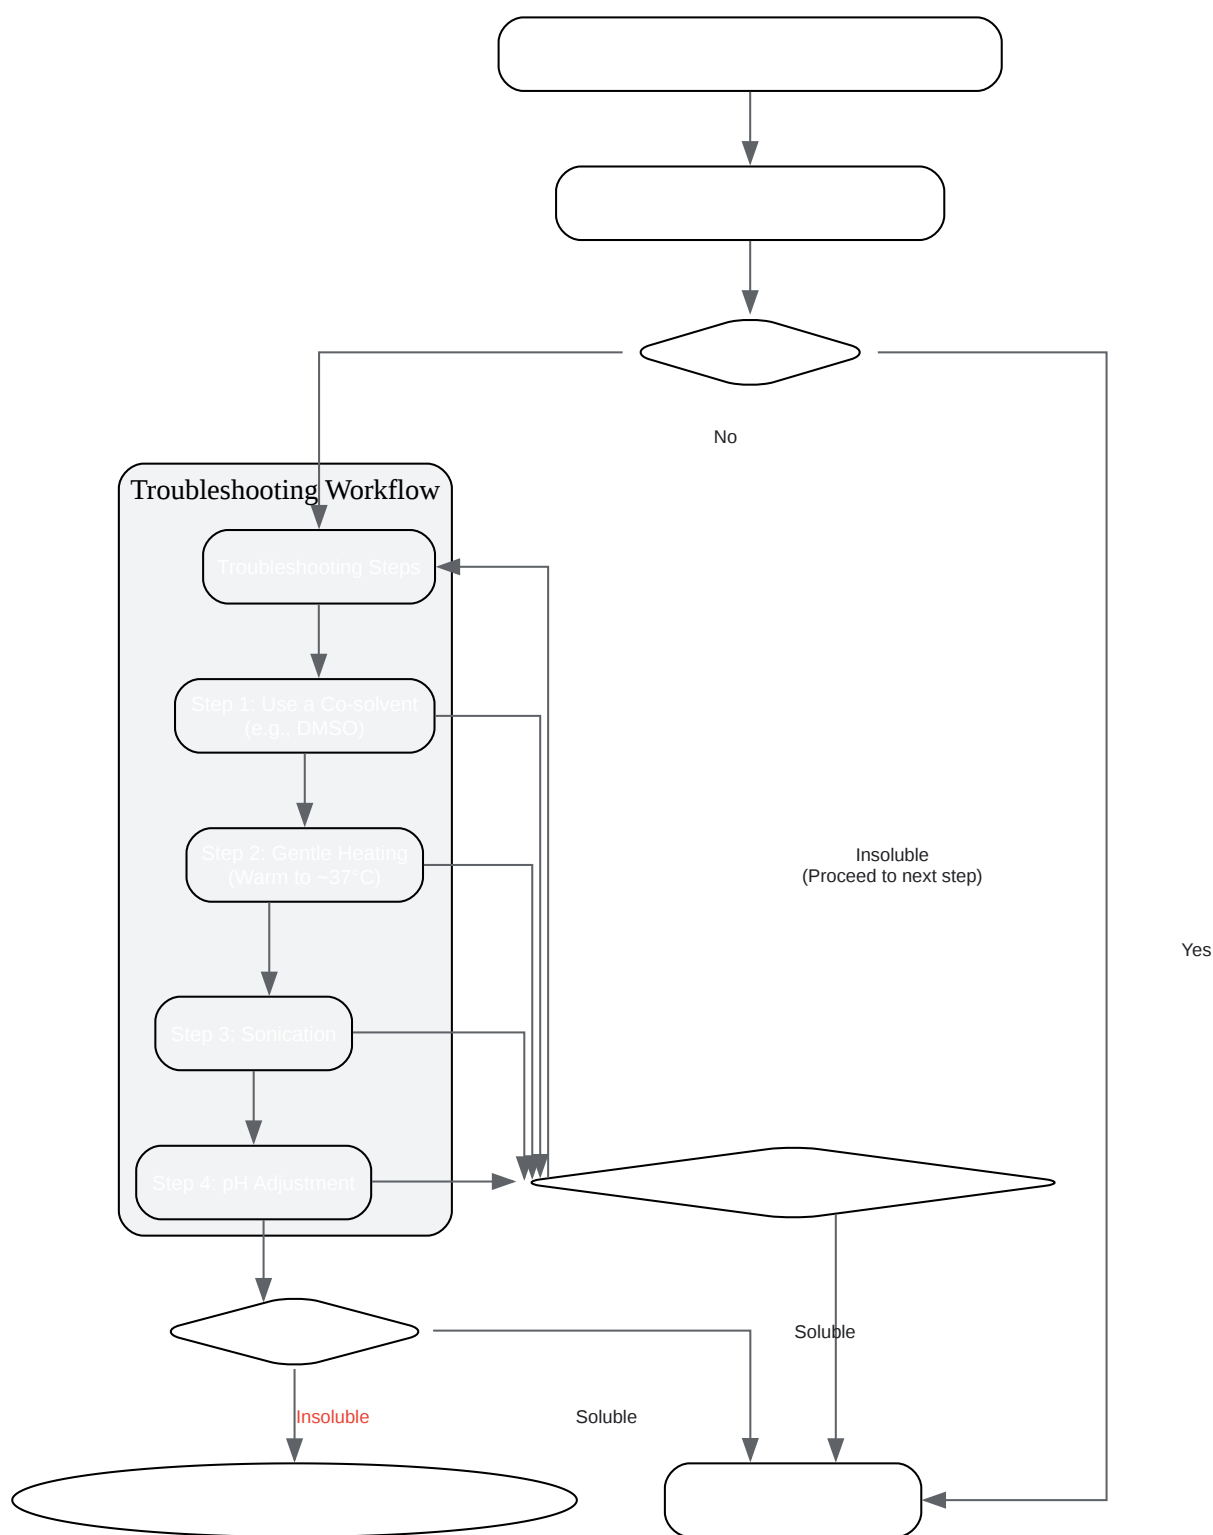 No
Troubleshooting Workflow
Troubleshooting Steps
Step 1: Use a Co-solvent
(e.g., DMSO)
Step 2: Gentle Heating
(Warm to ~37°C)
Insoluble
(Proceed to next step)
Yes
Step 3: Sonication
Step 4: pH Adjustment
Soluble
Insoluble
Soluble